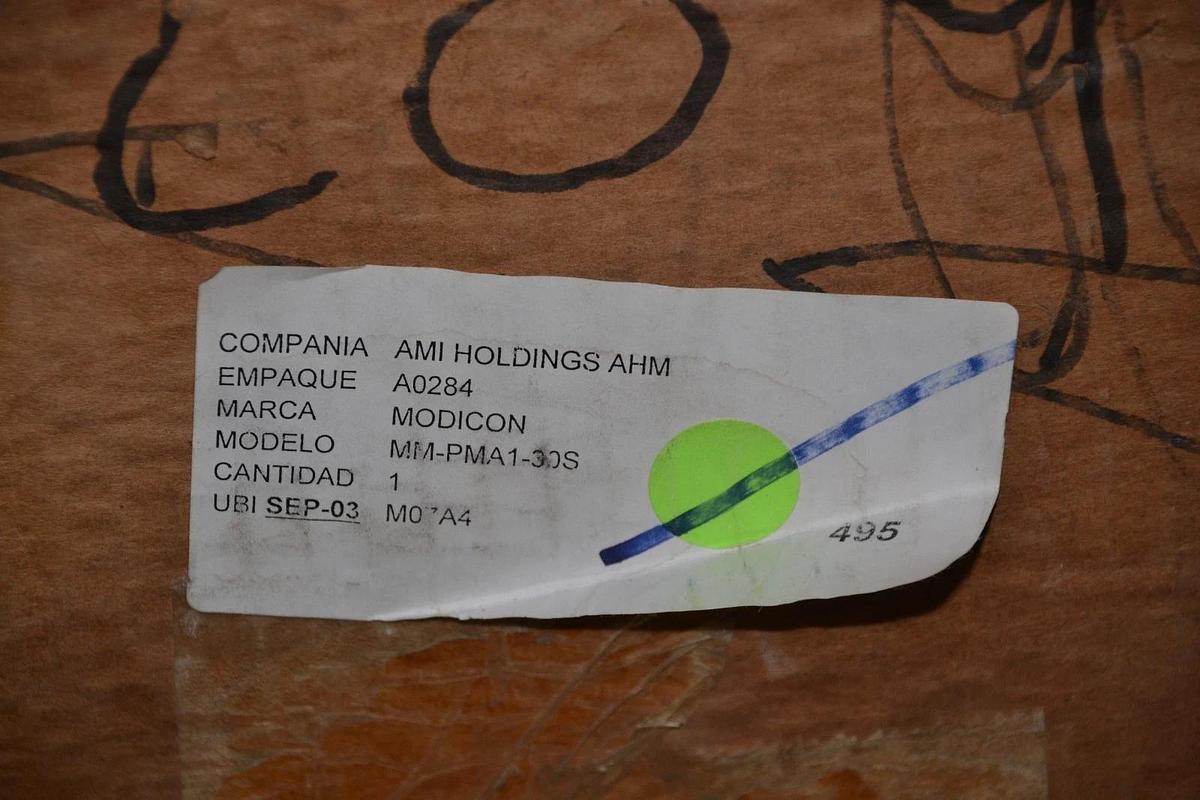 COMPANIA AMI HOLDINGS AHM
EMPAQUE A0284
MARCA MODICON
MODELO MM-PMA1-30S
CANTIDAD 1
UBI SEP-03
495